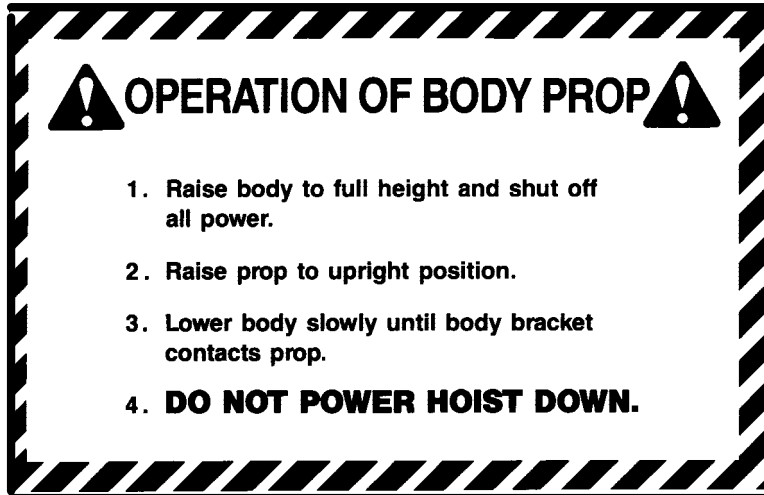 OPERATION OF BODY PROP
1. Raise body to full height and shut off
all power.
2. Raise prop to upright position.
3. Lower body slowly until body bracket
contacts prop.
4. DO NOT POWER HOIST DOWN.